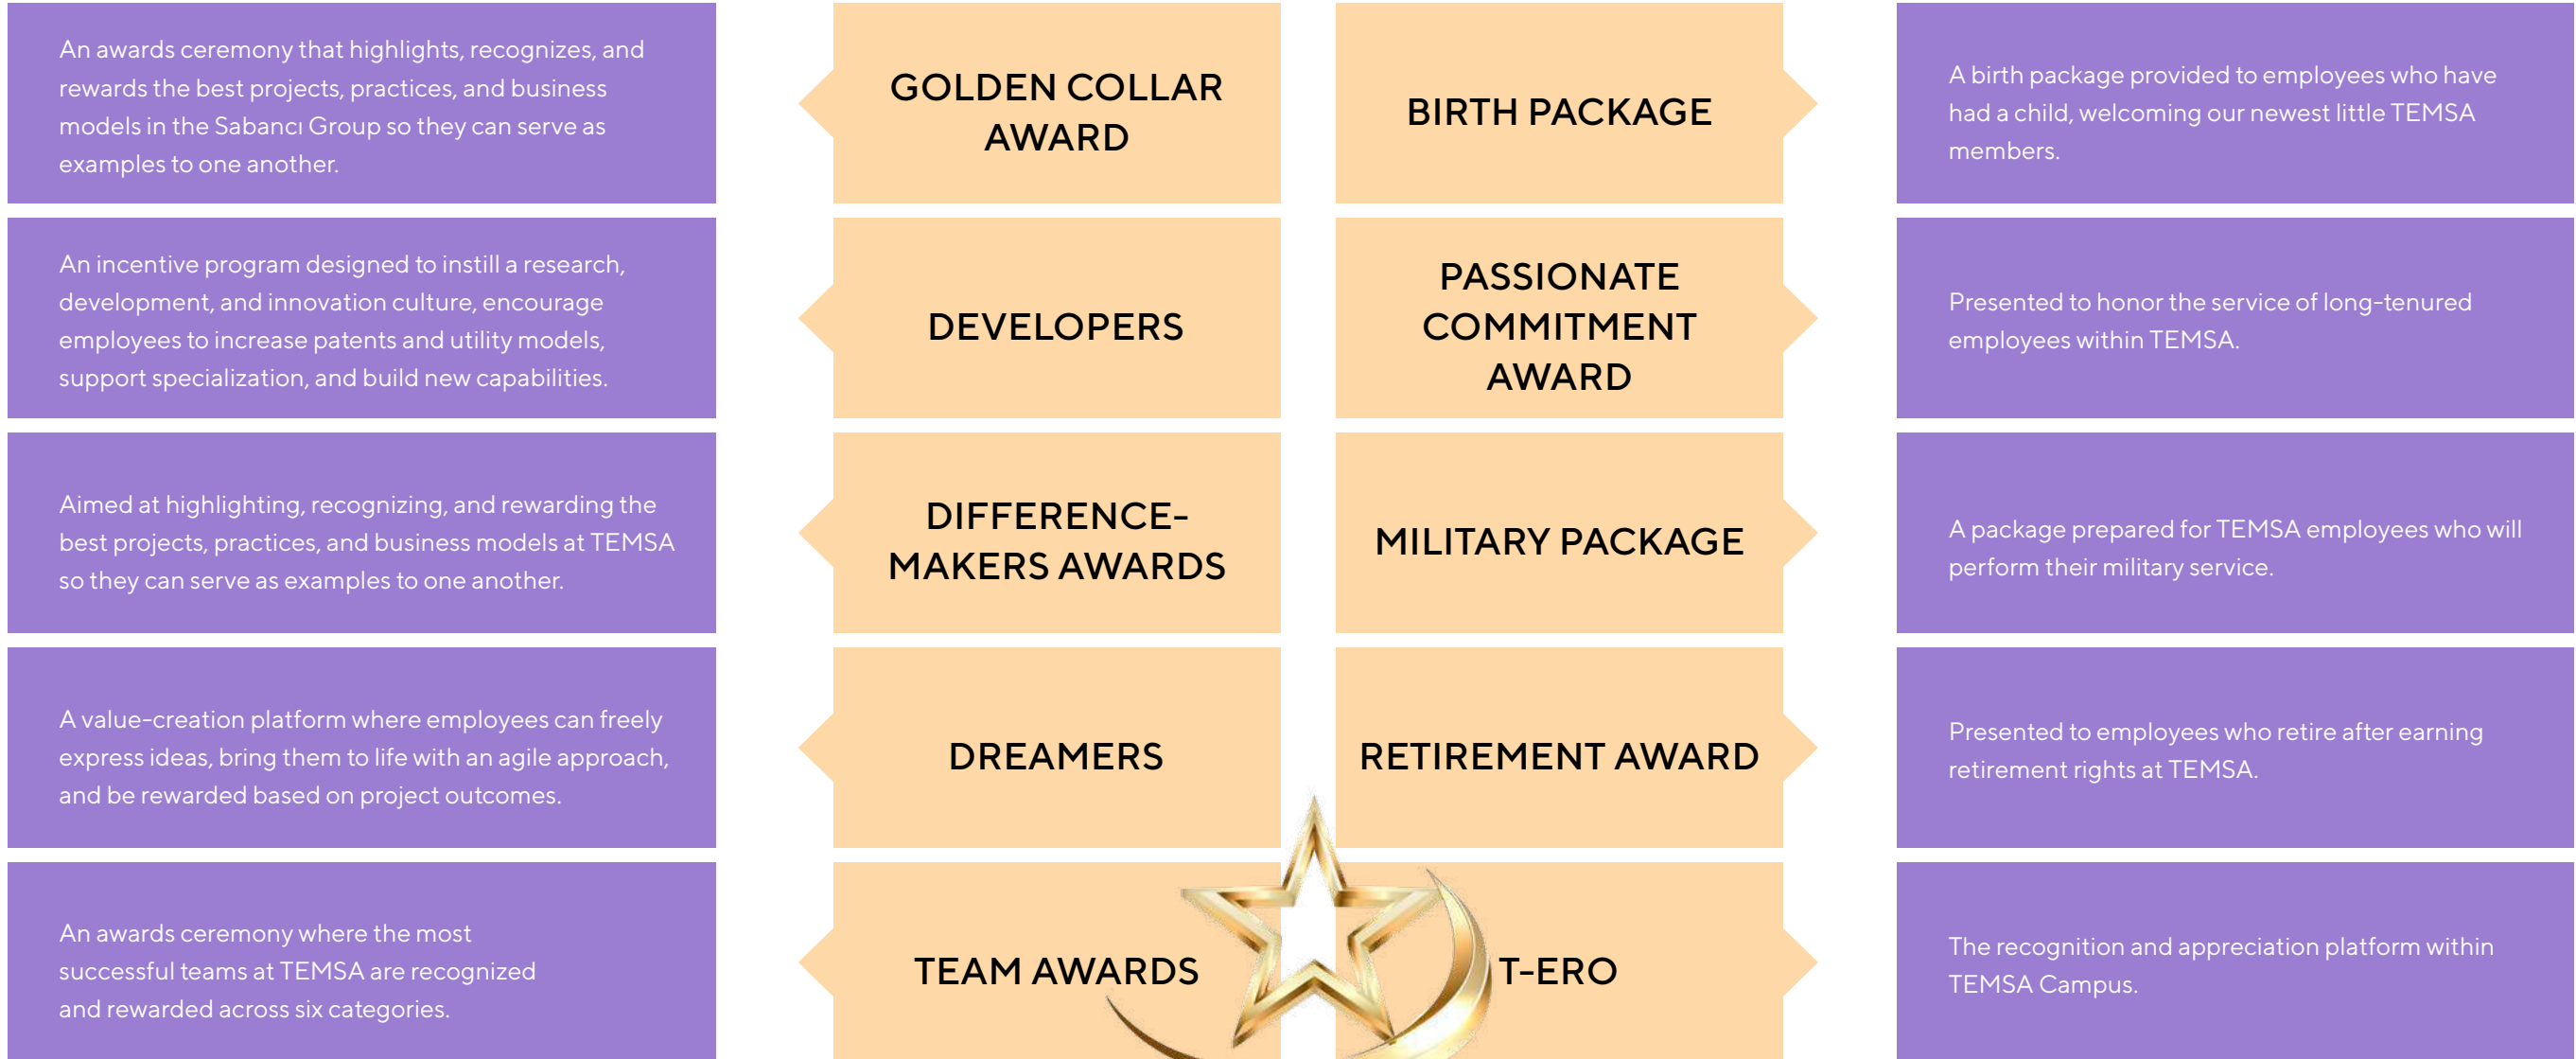 An awards ceremony that highlights, recognizes, and
rewards the best projects, practices, and business
models in the Sabancı Group so they can serve as
examples to one another.
GOLDEN COLLAR
AWARD
BIRTH PACKAGE
A birth package provided to employees who have
had a child, welcoming our newest little TEMSA
members.
An incentive program designed to instill a research,
development, and innovation culture, encourage
employees to increase patents and utility models,
support specialization, and build new capabilities.
DEVELOPERS
PASSIONATE
COMMITMENT
AWARD
Presented to honor the service of long-tenured
employees within TEMSA.
Aimed at highlighting, recognizing, and rewarding the
best projects, practices, and business models at TEMSA
so they can serve as examples to one another.
DIFFERENCE-
MAKERS AWARDS
MILITARY PACKAGE
A package prepared for TEMSA employees who will
perform their military service.
A value-creation platform where employees can freely
express ideas, bring them to life with an agile approach,
and be rewarded based on project outcomes.
DREAMERS
RETIREMENT AWARD
Presented to employees who retire after earning
retirement rights at TEMSA.
An awards ceremony where the most
successful teams at TEMSA are recognized
and rewarded across six categories.
TEAM AWARDS
T-ERO
The recognition and appreciation platform within
TEMSA Campus.